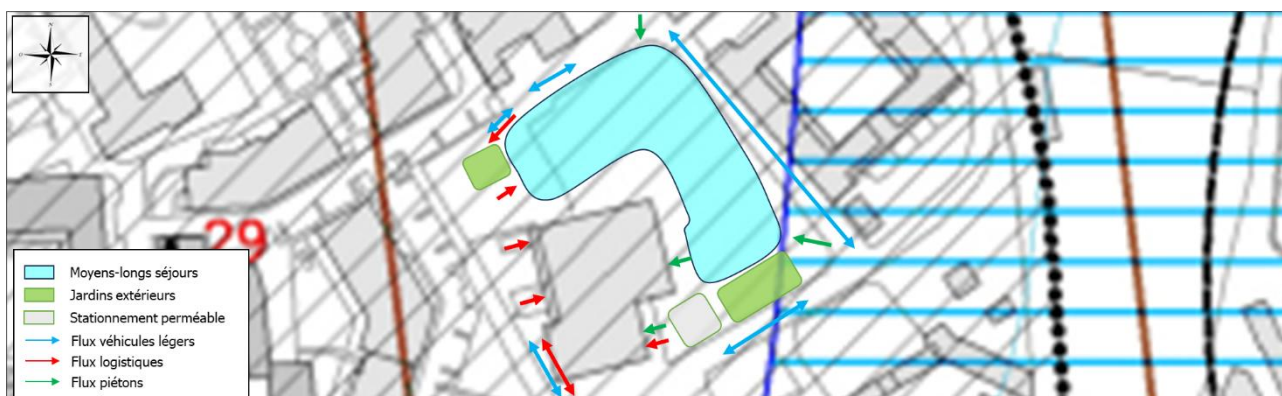 N
29
Moyens-longs séjours
Jardins extérieurs
Stationnement perméable
Flux véhicules légers
Flux logistiques
Flux piétons